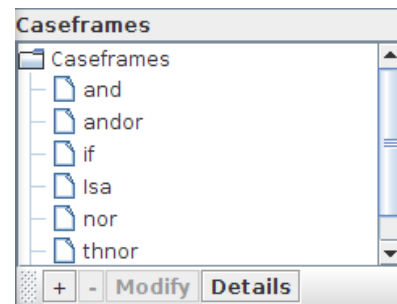 Caseframes
Caseframes
and
andor
if
Isa
nor
thnor
+ - Modify Details